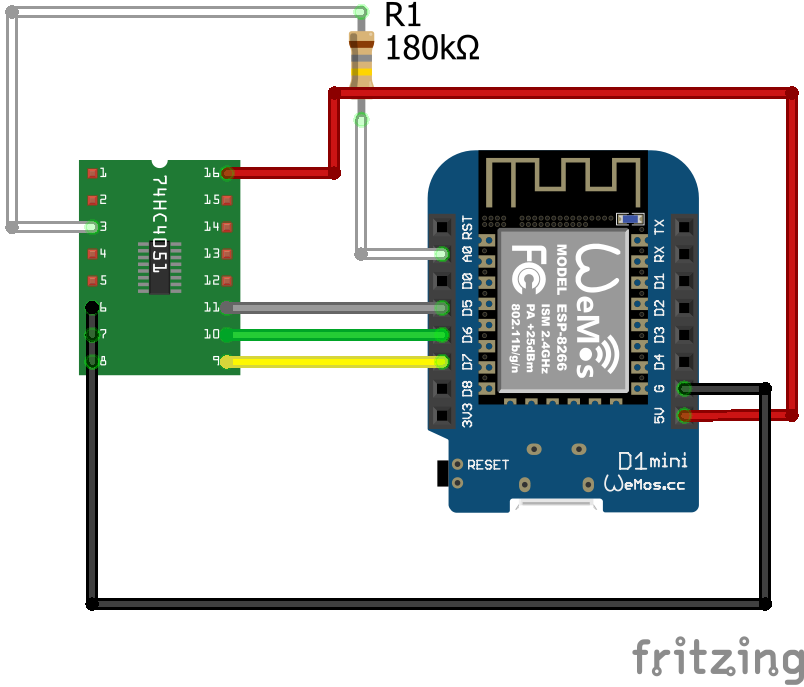 R1
180kΩ
1
2
3
4
5
6
7
8
74HC4051
16
15
14
13
12
11
10
9
RST
A0
D0
D5
D6
D7
D8
3V3
WeMos
MODEL ESP-8266
ISM 2.4GHz
PA +25dBm
802.11b/g/n
FC
TX
RX
D1
D2
D3
D4
G
5V
RESET
D1mini
WeMos.cc
fritzing